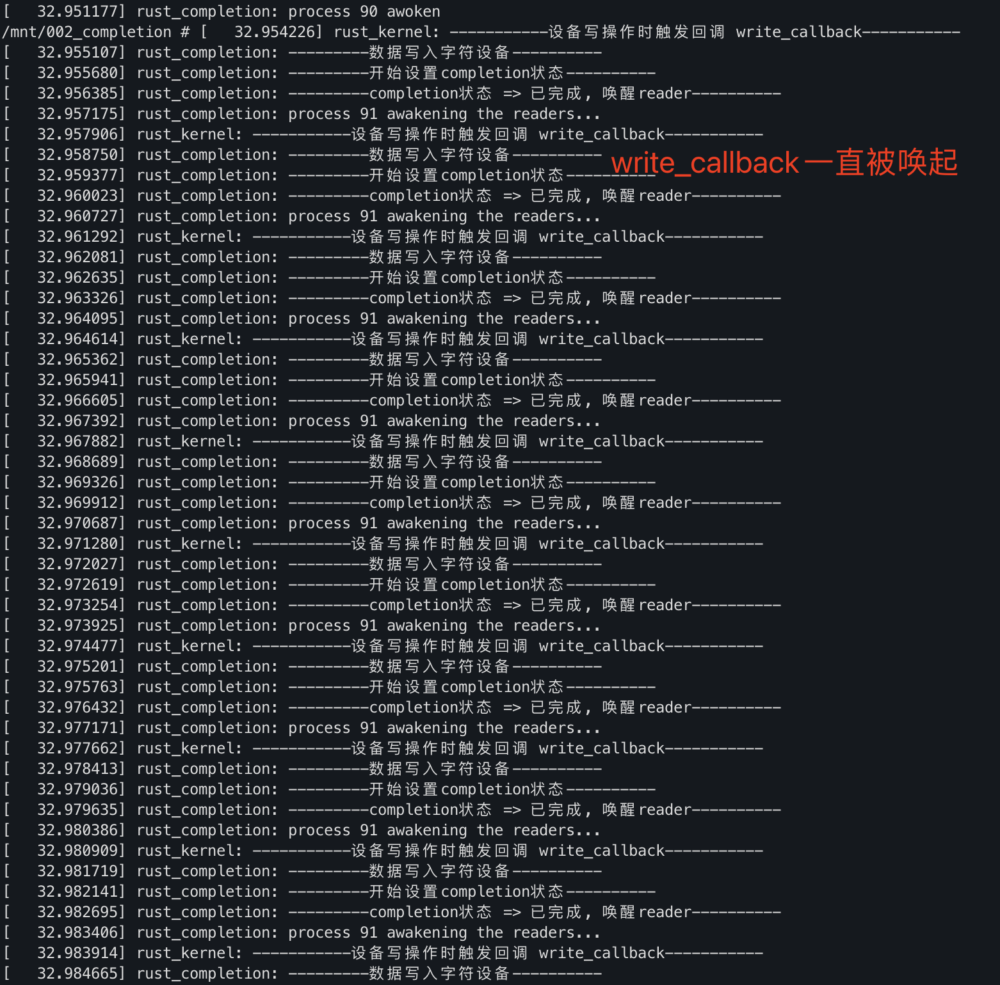 [   32.951177] rust_completion: process 90 awoken
/mnt/002_completion # [   32.954226] rust_kernel: -----------设备写操作时触发回调 write_callback-----------
[   32.955107] rust_completion: ---------数据写入字符设备----------
[   32.955680] rust_completion: ---------开始设置completion状态----------
[   32.956385] rust_completion: ---------completion状态 => 已完成, 唤醒reader----------
[   32.957175] rust_completion: process 91 awakening the readers...
[   32.957906] rust_kernel: -----------设备写操作时触发回调 write_callback-----------
[   32.958750] rust_completion: ---------数据写入字符设备----------
write_callback一直被唤起
[   32.959377] rust_completion: ---------开始设置completion状态----------
[   32.960023] rust_completion: ---------completion状态 => 已完成, 唤醒reader----------
[   32.960727] rust_completion: process 91 awakening the readers...
[   32.961292] rust_kernel: -----------设备写操作时触发回调 write_callback-----------
[   32.962081] rust_completion: ---------数据写入字符设备----------
[   32.962635] rust_completion: ---------开始设置completion状态----------
[   32.963326] rust_completion: ---------completion状态 => 已完成, 唤醒reader----------
[   32.964095] rust_completion: process 91 awakening the readers...
[   32.964614] rust_kernel: -----------设备写操作时触发回调 write_callback-----------
[   32.965362] rust_completion: ---------数据写入字符设备----------
[   32.965941] rust_completion: ---------开始设置completion状态----------
[   32.966605] rust_completion: ---------completion状态 => 已完成, 唤醒reader----------
[   32.967392] rust_completion: process 91 awakening the readers...
[   32.967882] rust_kernel: -----------设备写操作时触发回调 write_callback-----------
[   32.968689] rust_completion: ---------数据写入字符设备----------
[   32.969326] rust_completion: ---------开始设置completion状态----------
[   32.969912] rust_completion: ---------completion状态 => 已完成, 唤醒reader----------
[   32.970687] rust_completion: process 91 awakening the readers...
[   32.971280] rust_kernel: -----------设备写操作时触发回调 write_callback-----------
[   32.972027] rust_completion: ---------数据写入字符设备----------
[   32.972619] rust_completion: ---------开始设置completion状态----------
[   32.973254] rust_completion: ---------completion状态 => 已完成, 唤醒reader----------
[   32.973925] rust_completion: process 91 awakening the readers...
[   32.974477] rust_kernel: -----------设备写操作时触发回调 write_callback-----------
[   32.975201] rust_completion: ---------数据写入字符设备----------
[   32.975763] rust_completion: ---------开始设置completion状态----------
[   32.976432] rust_completion: ---------completion状态 => 已完成, 唤醒reader----------
[   32.977171] rust_completion: process 91 awakening the readers...
[   32.977662] rust_kernel: -----------设备写操作时触发回调 write_callback-----------
[   32.978413] rust_completion: ---------数据写入字符设备----------
[   32.979036] rust_completion: ---------开始设置completion状态----------
[   32.979635] rust_completion: ---------completion状态 => 已完成, 唤醒reader----------
[   32.980386] rust_completion: process 91 awakening the readers...
[   32.980909] rust_kernel: -----------设备写操作时触发回调 write_callback-----------
[   32.981719] rust_completion: ---------数据写入字符设备----------
[   32.982141] rust_completion: ---------开始设置completion状态----------
[   32.982695] rust_completion: ---------completion状态 => 已完成, 唤醒reader----------
[   32.983406] rust_completion: process 91 awakening the readers...
[   32.983914] rust_kernel: -----------设备写操作时触发回调 write_callback-----------
[   32.984665] rust_completion: ---------数据写入字符设备----------